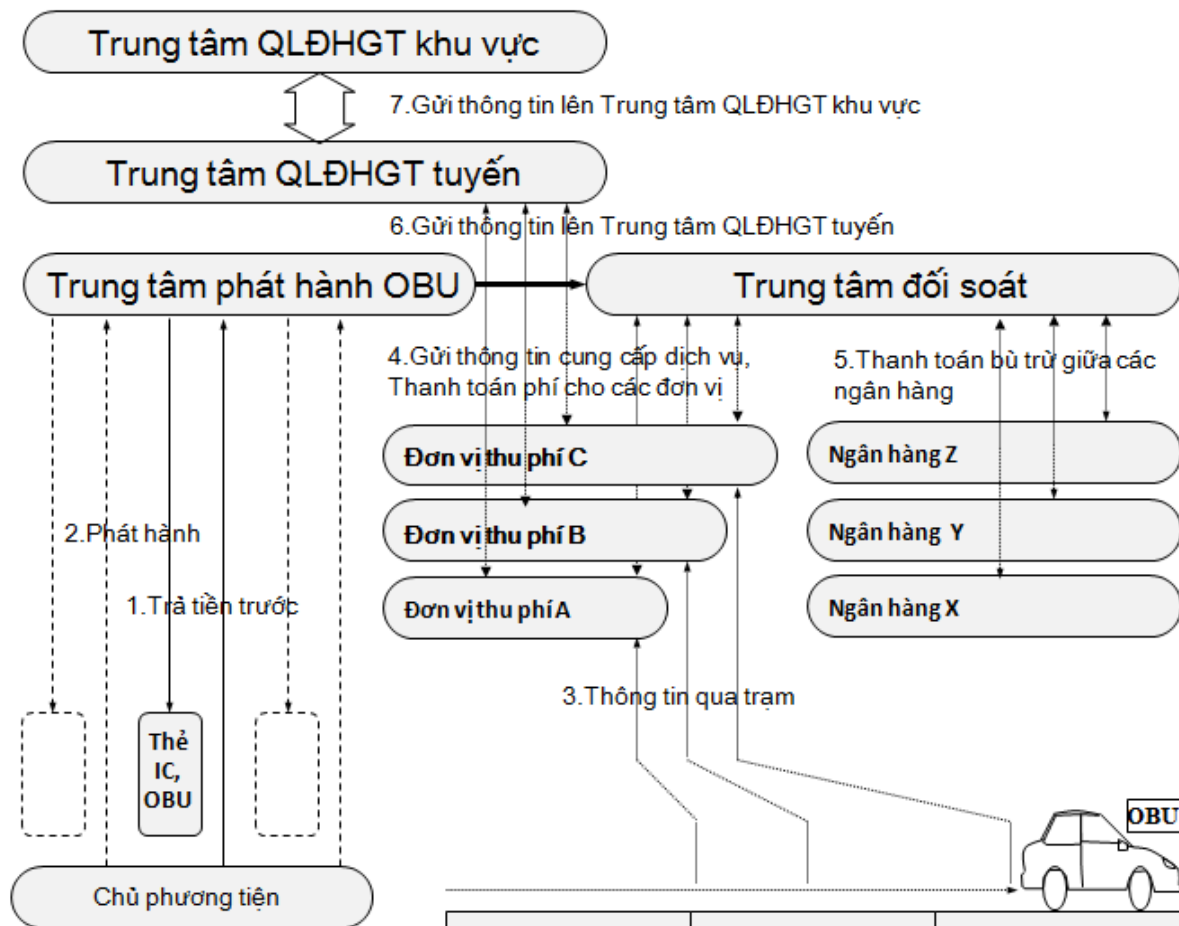 Trung tâm QLĐHGT khu vực
7.Gửi thông tin lên Trung tâm QLĐHGT khu vực
Trung tâm QLĐHGT tuyến
6.Gửi thông tin lên Trung tâm QLĐHGT tuyến
Trung tâm phát hành OBU
Trung tâm đối soát
4.Gửi thông tin cung cấp dịch vụ,
Thanh toán phí cho các đơn vị
5.Thanh toán bù trừ giữa các
ngân hàng
Đơn vị thu phí C
Ngân hàng Z
2.Phát hành
Đơn vị thu phí B
Ngân hàng Y
1.Trả tiền trước
Đơn vị thu phí A
Ngân hàng X
3.Thông tin qua trạm
Thẻ
IC,
OBU
OBU
Chủ phương tiện